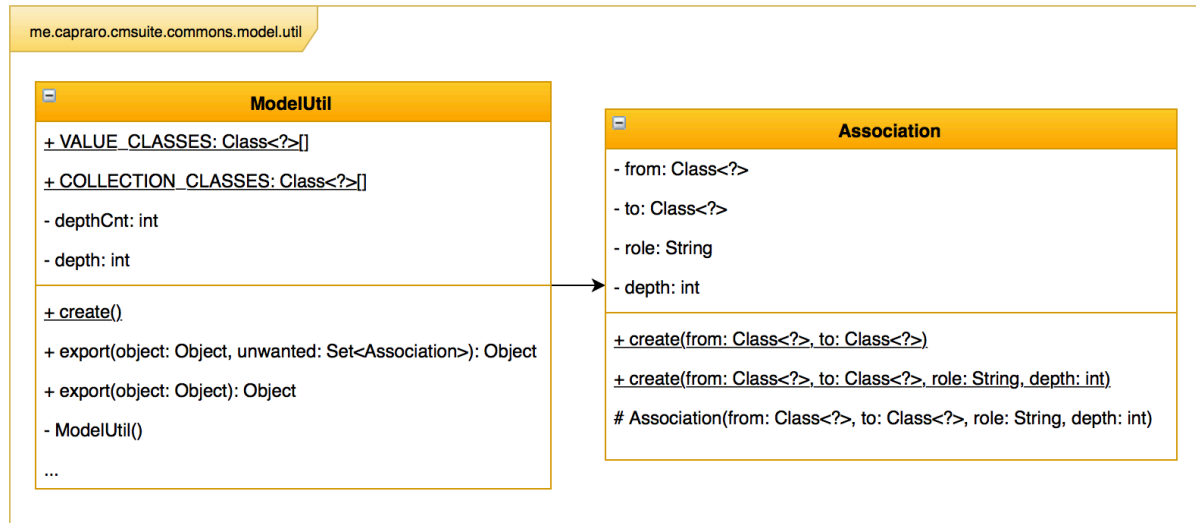 me.capraro.cmsuite.commons.model.util
ModelUtil
+ VALUE_CLASSES: Class<?>[]
+ COLLECTION_CLASSES: Class<?>[]
- depthCnt: int
- depth: int
+ create()
+ export(object: Object, unwanted: Set<Association>): Object
+ export(object: Object): Object
- ModelUtil()
...
Association
- from: Class<?>
- to: Class<?>
- role: String
- depth: int
+ create(from: Class<?>, to: Class<?>)
+ create(from: Class<?>, to: Class<?>, role: String, depth: int)
# Association(from: Class<?>, to: Class<?>, role: String, depth: int)